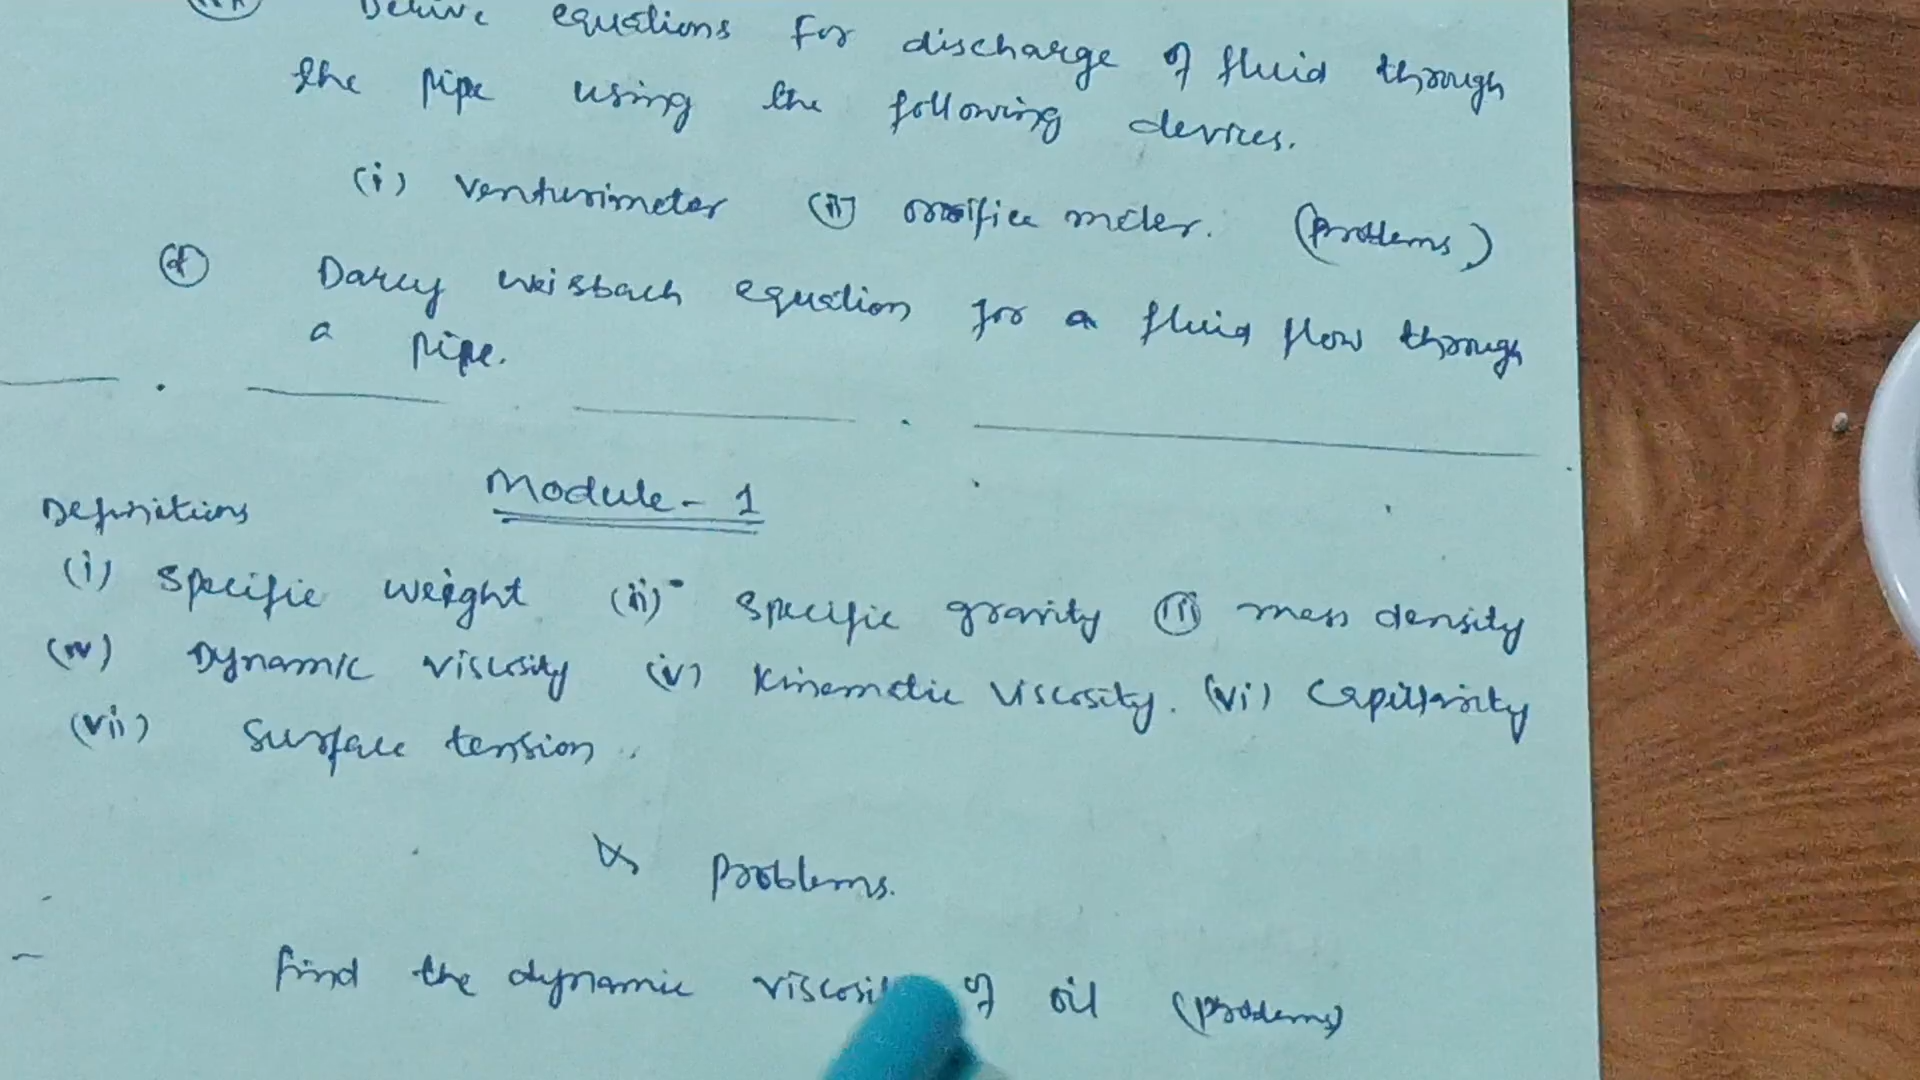 Derive equations for discharge of fluid through
the pipe using the following devices.
(i) Venturimeter (ii) orifice meter. (Problems)
(d) Darcy weisbach equation for a fluid flow through
a pipe.
Module - 1
Definitions
(i) Specific weight (ii) Specific gravity (iii) mass density
(iv) Dynamic viscosity (v) Kinematic Viscosity. (vi) Capillarity
(vii) Surface tension.
Problems.
find the dynamic of oil (problems)